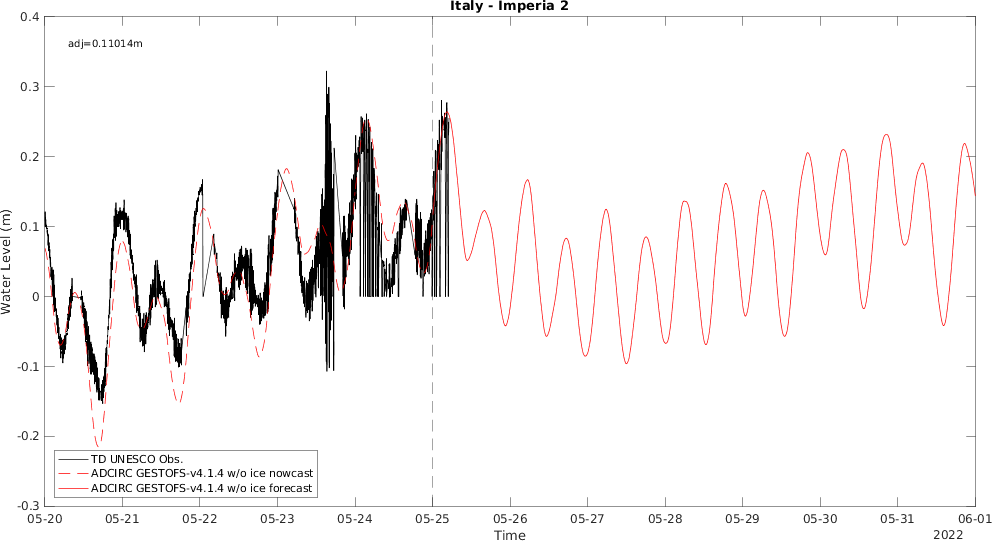 Italy - Imperia 2
adj=0.11014m
Water Level (m)
0.4
0.3
0.2
0.1
0
-0.1
-0.2
-0.3
TD UNESCO Obs.
ADCIRC GESTOFS-v4.1.4 w/o ice nowcast
ADCIRC GESTOFS-v4.1.4 w/o ice forecast
05-20 05-21 05-22 05-23 05-24 05-25 05-26 05-27 05-28 05-29 05-30 05-31 06-01
Time
2022